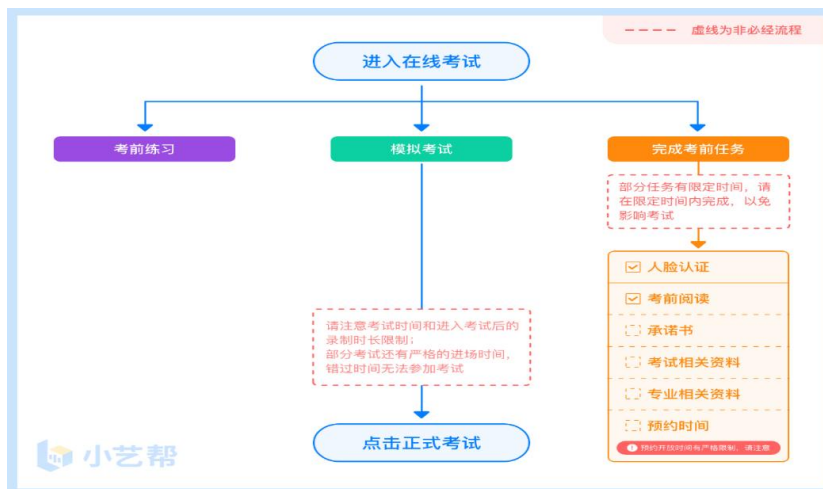 虚线为非必经流程
进入在线考试
考前练习
模拟考试
完成考前任务
部分任务有限定时间，请
在限定时间内完成，以免
影响考试
人脸认证
考前阅读
承诺书
考试相关资料
专业相关资料
预约时间
预约开放时间有严格限制，请注意
请注意考试时间和进入考试后的
录制时长限制；
部分考试还有严格的进场时间，
错过时间无法参加考试
点击正式考试
小艺帮